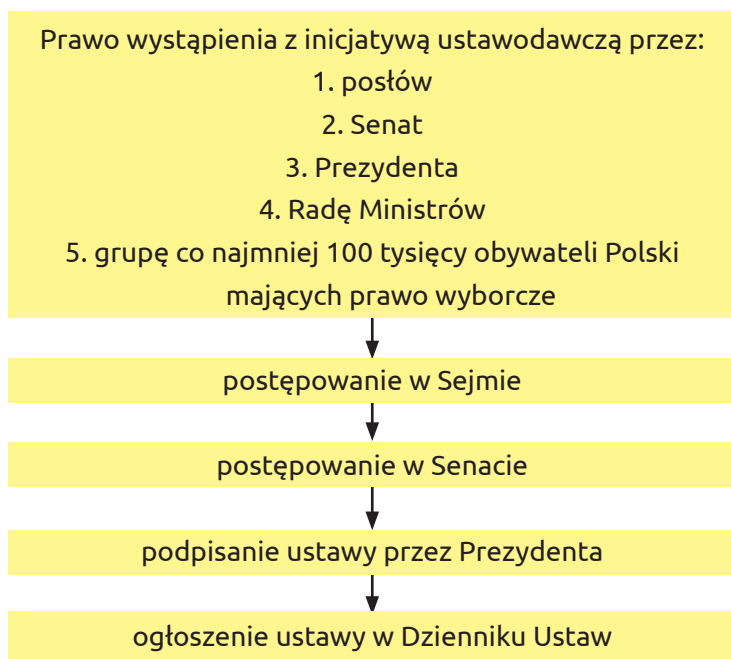 Prawo wystąpienia z inicjatywą ustawodawczą przez:
1. posłów
2. Senat
3. Prezydenta
4. Radę Ministrów
5. grupę co najmniej 100 tysięcy obywateli Polski
mających prawo wyborcze
postępowanie w Sejmie
postępowanie w Senacie
podpisanie ustawy przez Prezydenta
ogłoszenie ustawy w Dzienniku Ustaw